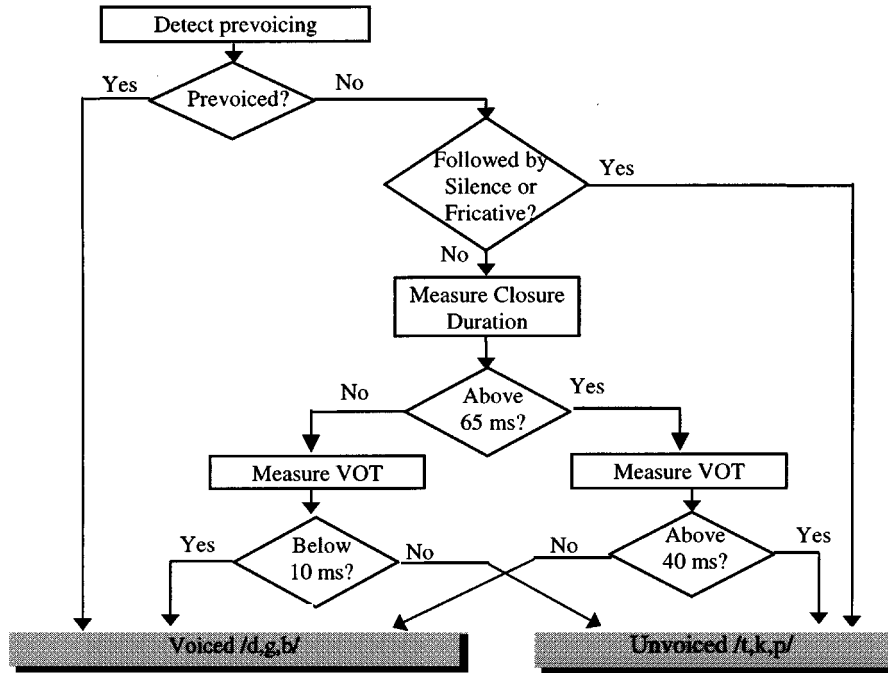 Detect prevoicing
Yes
No
Prevoiced?
Followed by
Silence or
Fricative?
Yes
No
Measure Closure
Duration
No
Yes
Above
65 ms?
Measure VOT
Measure VOT
Yes
Below
10 ms?
No
No
Above
40 ms?
Yes
Voiced /d,g,b/
Unvoiced /t,k,p/